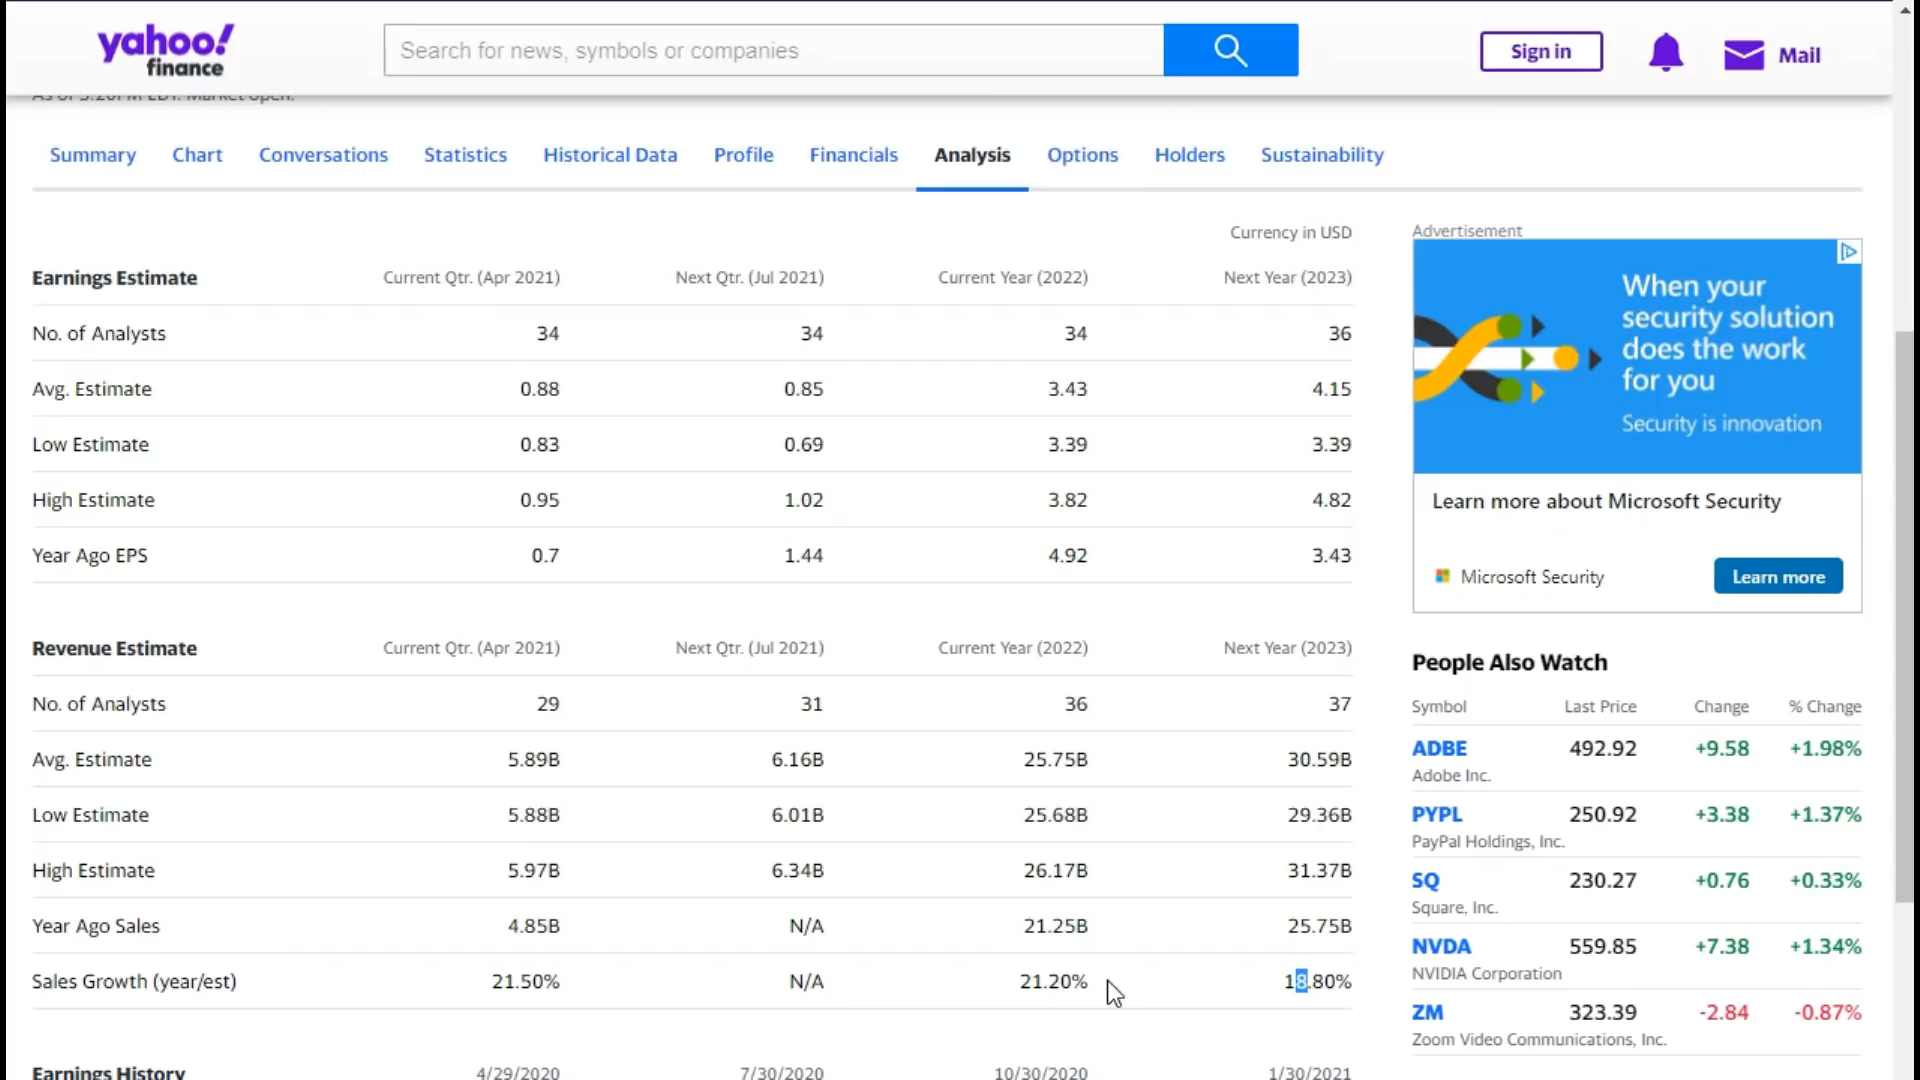 yahoo!
finance
Search for news, symbols or companies
Sign in
Mail
As of 3:26PM EDT. Market open.
Summary Chart Conversations Statistics Historical Data Profile Financials Analysis Options Holders Sustainability
Currency in USD
Earnings Estimate Current Qtr. (Apr 2021) Next Qtr. (Jul 2021) Current Year (2022) Next Year (2023)
No. of Analysts 34 34 34 36
Avg. Estimate 0.88 0.85 3.43 4.15
Low Estimate 0.83 0.69 3.39 3.39
High Estimate 0.95 1.02 3.82 4.82
Year Ago EPS 0.7 1.44 4.92 3.43
Revenue Estimate Current Qtr. (Apr 2021) Next Qtr. (Jul 2021) Current Year (2022) Next Year (2023)
No. of Analysts 29 31 36 37
Avg. Estimate 5.89B 6.16B 25.75B 30.59B
Low Estimate 5.88B 6.01B 25.68B 29.36B
High Estimate 5.97B 6.34B 26.17B 31.37B
Year Ago Sales 4.85B N/A 21.25B 25.75B
Sales Growth (year/est) 21.50% N/A 21.20% 18.80%
Earnings History 4/29/2020 7/30/2020 10/30/2020 1/30/2021
Advertisement
When your
security solution
does the work
for you
Security is innovation
Learn more about Microsoft Security
Microsoft Security
Learn more
People Also Watch
Symbol Last Price Change % Change
ADBE 492.92 +9.58 +1.98%
Adobe Inc.
PYPL 250.92 +3.38 +1.37%
PayPal Holdings, Inc.
SQ 230.27 +0.76 +0.33%
Square, Inc.
NVDA 559.85 +7.38 +1.34%
NVIDIA Corporation
ZM 323.39 -2.84 -0.87%
Zoom Video Communications, Inc.